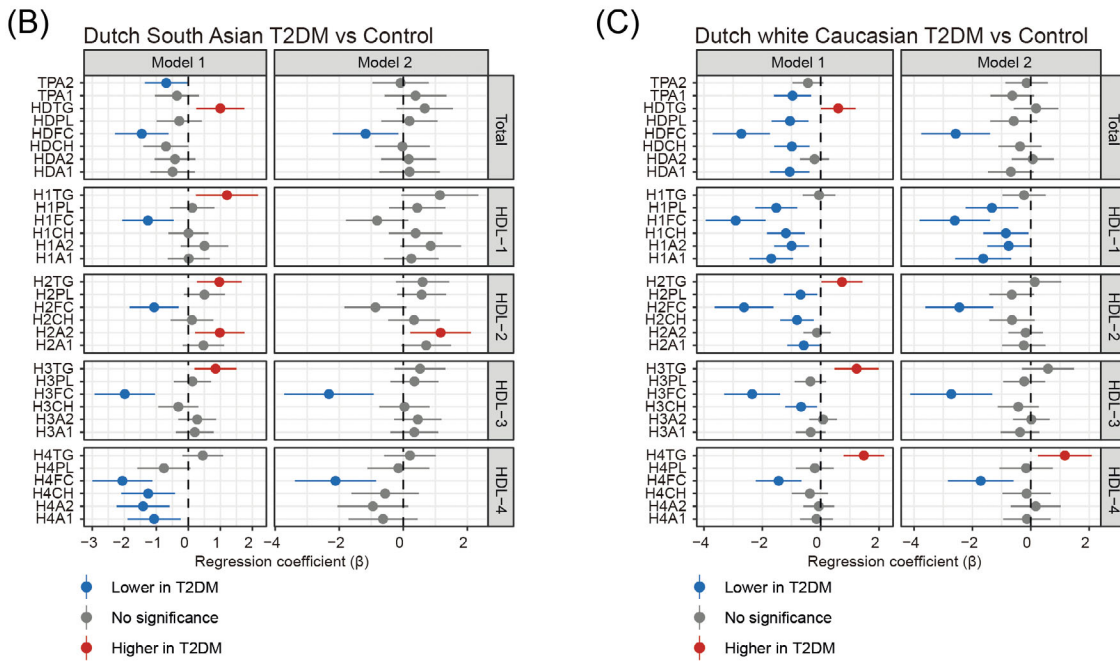 (B)
Dutch South Asian T2DM vs Control
Model 1
Model 2
TPA2
TPA1
HDTG
HDPL
HDFC
HDCH
HDA2
HDA1
Total
H1TG
H1PL
H1FC
H1CH
H1A2
H1A1
HDL-1
H2TG
H2PL
H2FC
H2CH
H2A2
H2A1
HDL-2
H3TG
H3PL
H3FC
H3CH
H3A2
H3A1
HDL-3
H4TG
H4PL
H4FC
H4CH
H4A2
H4A1
HDL-4
−3 −2 −1 0 1 2
−2 0 2
Regression coefficient (β)
Lower in T2DM
No significance
Higher in T2DM
(C)
Dutch white Caucasian T2DM vs Control
Model 1
Model 2
TPA2
TPA1
HDTG
HDPL
HDFC
HDCH
HDA2
HDA1
Total
H1TG
H1PL
H1FC
H1CH
H1A2
H1A1
HDL-1
H2TG
H2PL
H2FC
H2CH
H2A2
H2A1
HDL-2
H3TG
H3PL
H3FC
H3CH
H3A2
H3A1
HDL-3
H4TG
H4PL
H4FC
H4CH
H4A2
H4A1
HDL-4
−4 −2 0 2
−4 −2 0 2
Regression coefficient (β)
Lower in T2DM
No significance
Higher in T2DM